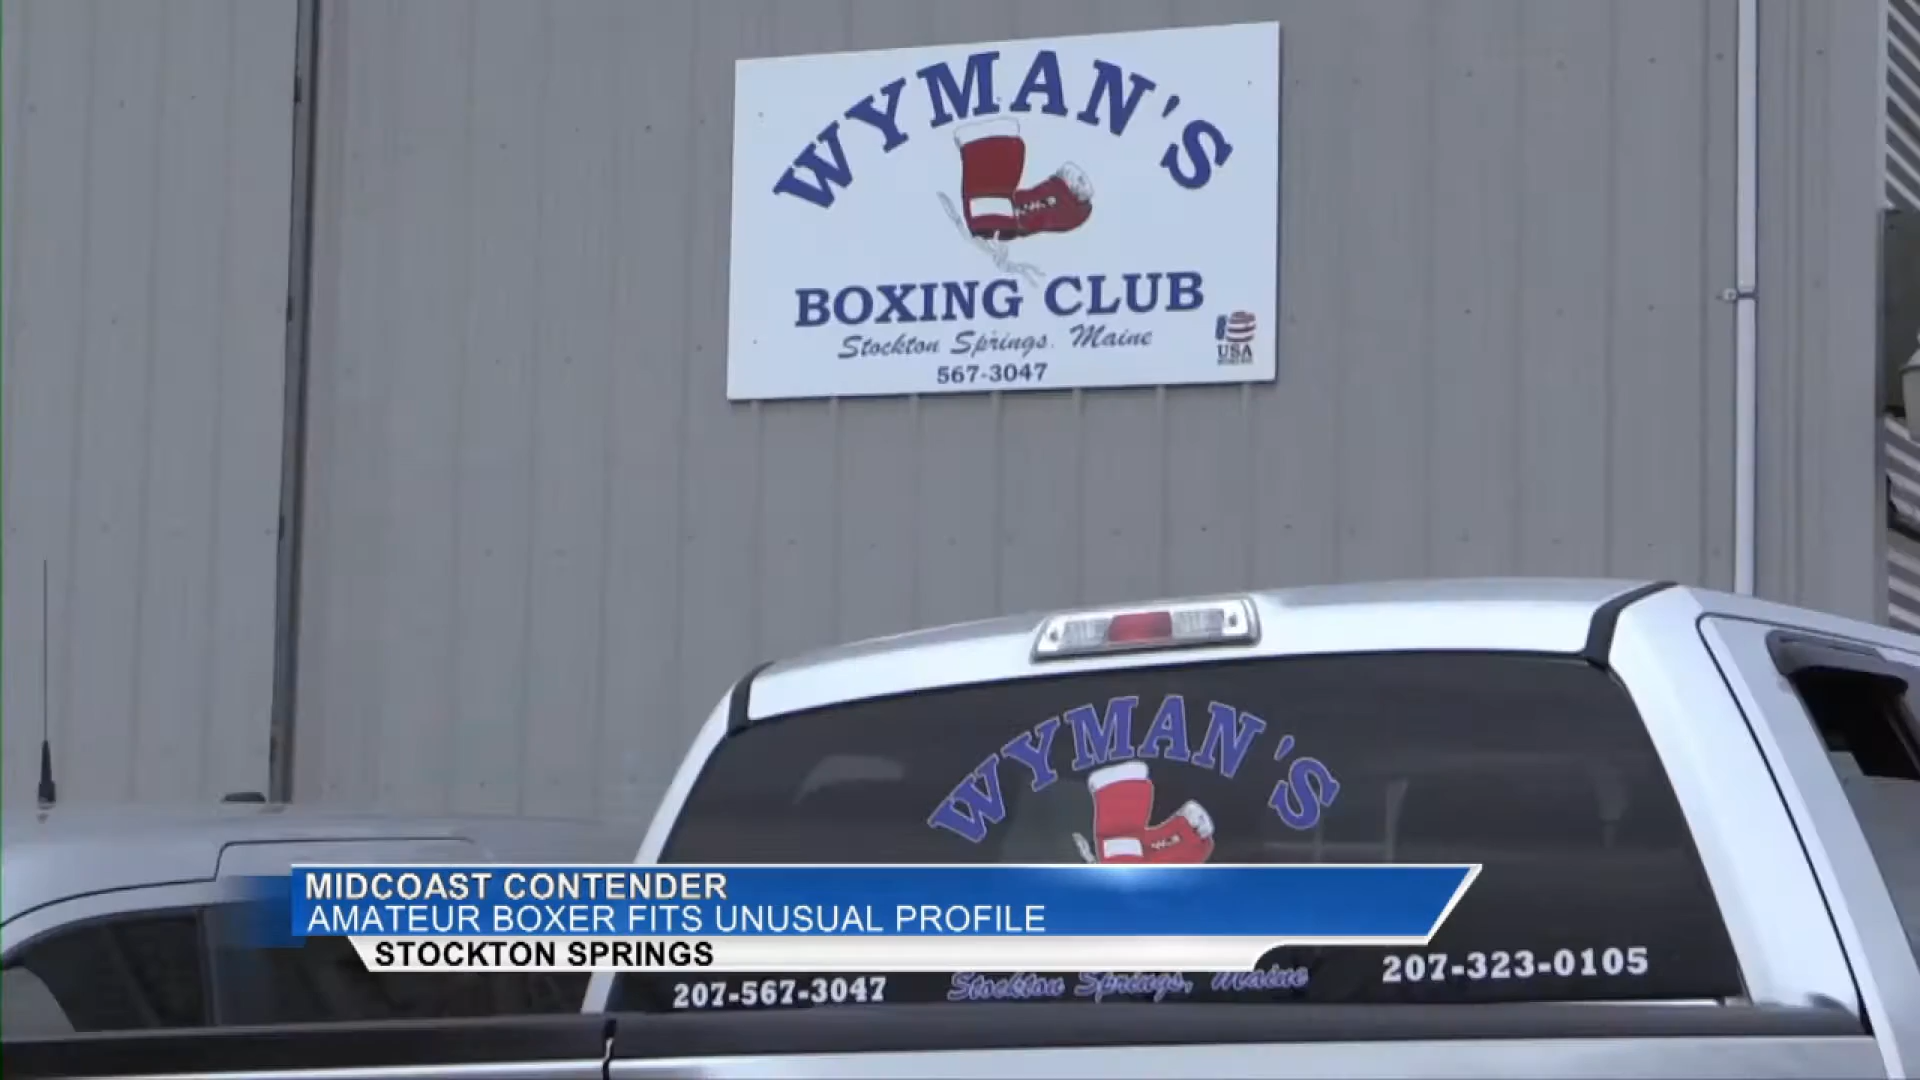 WYMAN'S
BOXING CLUB
Stockton Springs, Maine
567-3047
USA
WYMAN'S
MIDCOAST CONTENDER
AMATEUR BOXER FITS UNUSUAL PROFILE
STOCKTON SPRINGS
207-567-3047
Stockton Springs, Maine
207-323-0105